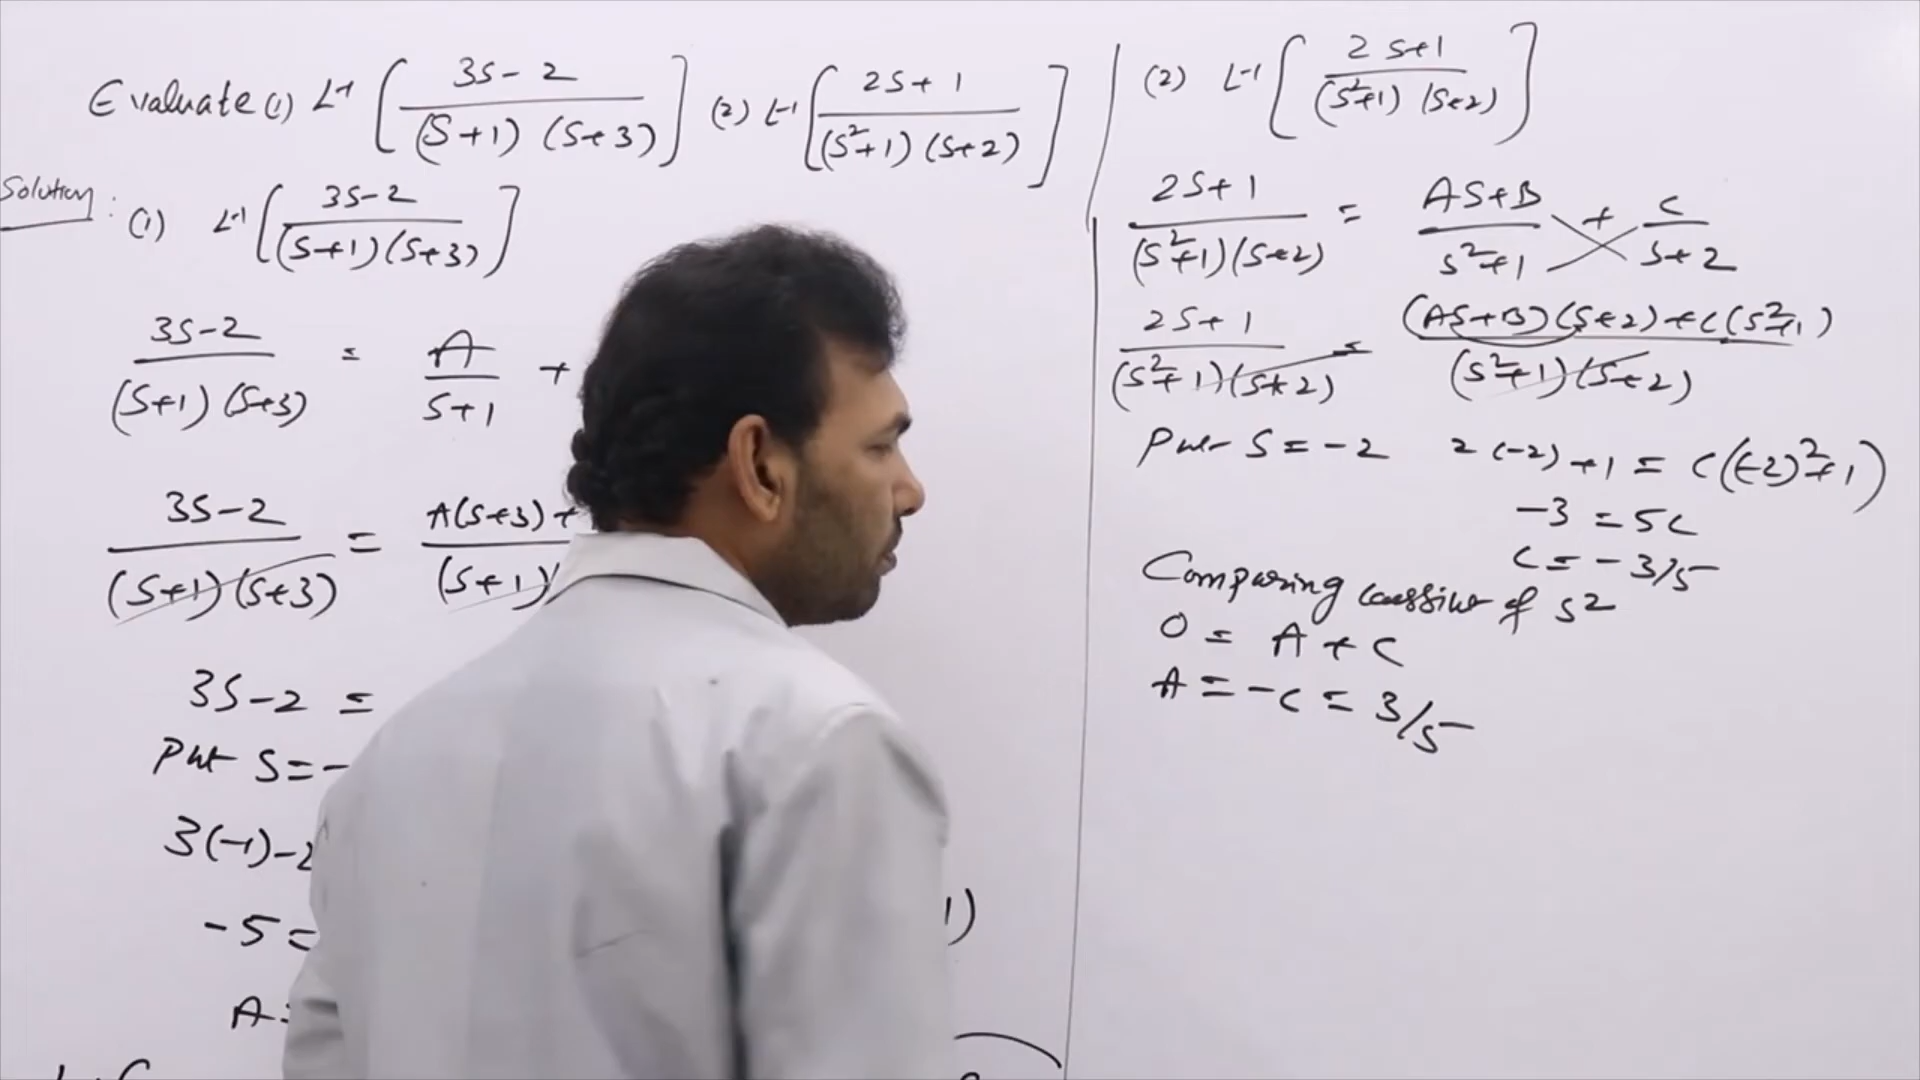 Evaluate (1) L⁻¹ [ 3S-2 / (S+1) (S+3) ] (2) L⁻¹ [ 2S+1 / (S²+1) (S+2) ]
Solution : (1) L⁻¹ [ 3S-2 / (S+1)(S+3) ]
3S-2 / (S+1) (S+3) = A / S+1 +
3S-2 / (S+1) (S+3) = A(S+3) + / (S+1)
3S-2 =
Put S = -
3(-1)-2
-5 =
A =
1)
(2) L⁻¹ [ 2S+1 / (S²+1) (S+2) ]
2S+1 / (S²+1)(S+2) = AS+B / S²+1 + C / S+2
2S+1 / (S²+1)(S+2) = (AS+B)(S+2)+C(S²+1) / (S²+1)(S+2)
Put S = -2 2(-2)+1 = C((-2)²+1)
-3 = 5C
C = -3/5
Comparing of S²
0 = A + C
A = -C = 3/5